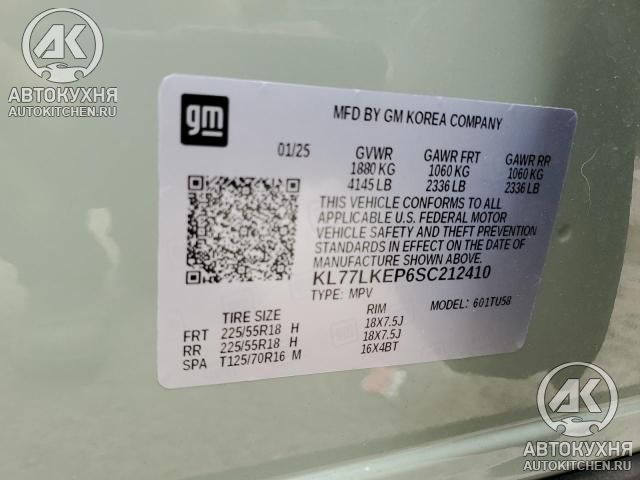 AK
АВТОКУХНЯ
AUTOKITCHEN.RU
gm
MFD BY GM KOREA COMPANY
01/25 GVWR GAWR FRT GAWR RR
1880 KG 1060 KG 1060 KG
4145 LB 2336 LB 2336 LB
THIS VEHICLE CONFORMS TO ALL
APPLICABLE U.S. FEDERAL MOTOR
VEHICLE SAFETY AND THEFT PREVENTION
STANDARDS IN EFFECT ON THE DATE OF
MANUFACTURE SHOWN ABOVE.
KL77LKEP6SC212410
TYPE: MPV MODEL: 601TU58
TIRE SIZE RIM
FRT 225/55R18 H 18X7.5J
RR 225/55R18 H 18X7.5J
SPA T125/70R16 M 16X4BT
AK
АВТОКУХНЯ
AUTOKITCHEN.RU